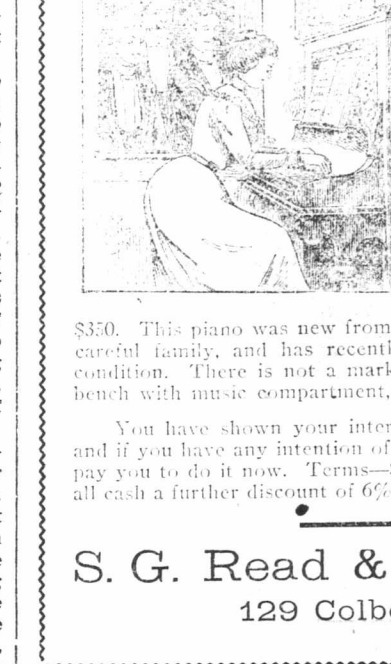 $350. This piano was new from
careful family, and has recentl
condition. There is not a mark
bench with music compartment,
You have shown your inter
and if you have any intention of
pay you to do it now. Terms—
all cash a further discount of 6%
S. G. Read &
129 Colbo